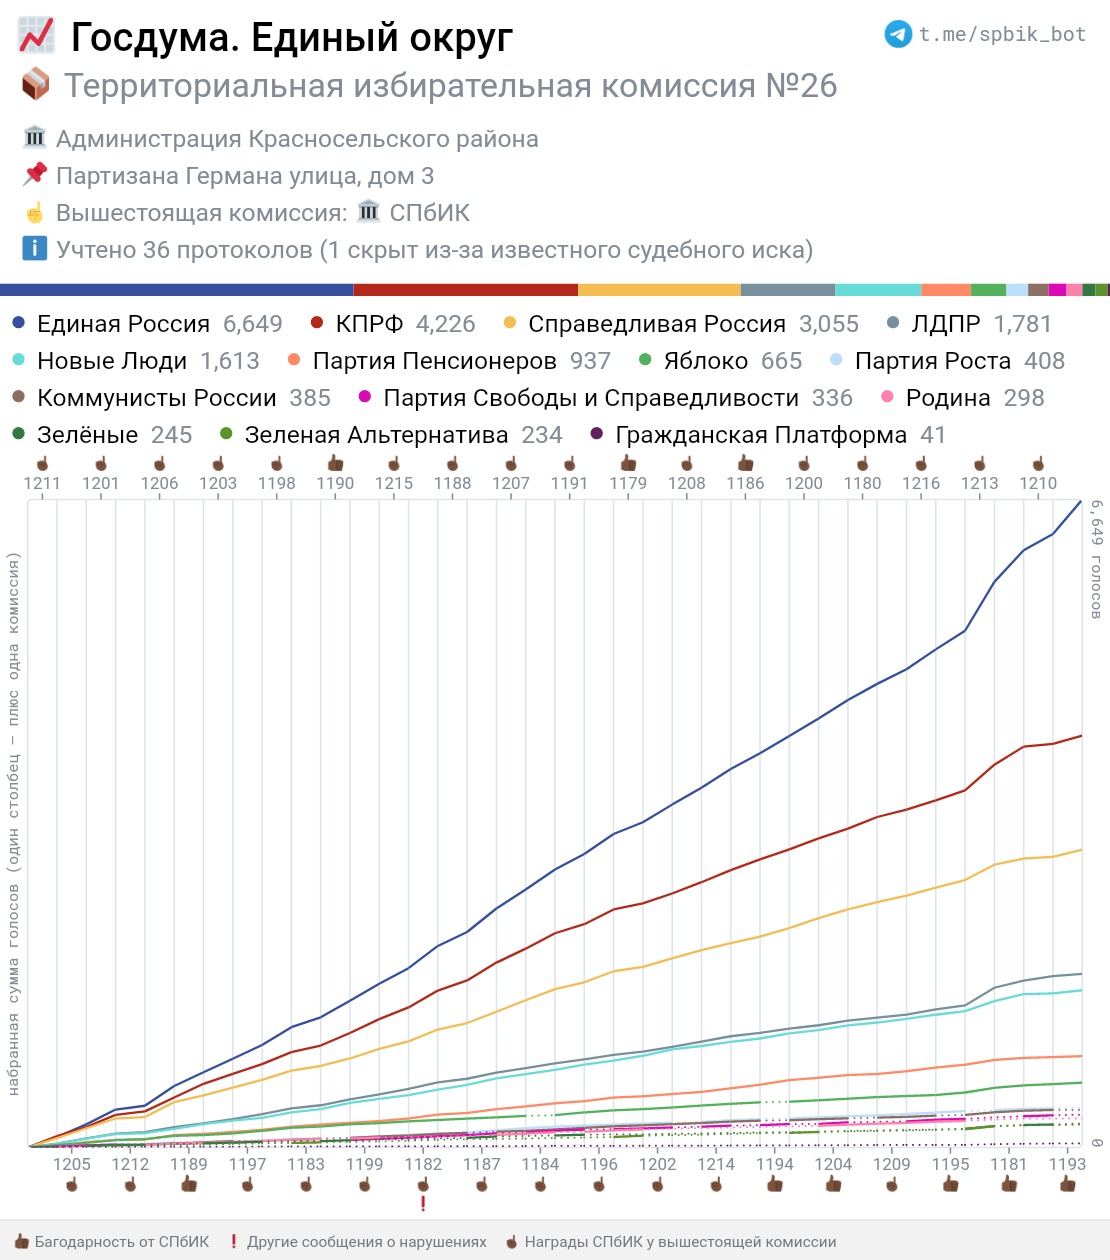 Госдума. Единый округ
t.me/spbik_bot
Территориальная избирательная комиссия №26
Администрация Красносельского района
Партизана Германа улица, дом 3
Вышестоящая комиссия: СПбИК
Учтено 36 протоколов (1 скрыт из-за известного судебного иска)
Единая Россия 6,649 КПРФ 4,226 Справедливая Россия 3,055 ЛДПР 1,781
Новые Люди 1,613 Партия Пенсионеров 937 Яблоко 665 Партия Роста 408
Коммунисты России 385 Партия Свободы и Справедливости 336 Родина 298
Зелёные 245 Зеленая Альтернатива 234 Гражданская Платформа 41
1211 1201 1206 1203 1198 1190 1215 1188 1207 1191 1179 1208 1186 1200 1180 1216 1213 1210
набранная сумма голосов (один столбец — плюс одна комиссия)
6,649 голосов
0
1205 1212 1189 1197 1183 1199 1182 1187 1184 1196 1202 1214 1194 1204 1209 1195 1181 1193
Багодарность от СПбИК Другие сообщения о нарушениях Награды СПбИК у вышестоящей комиссии